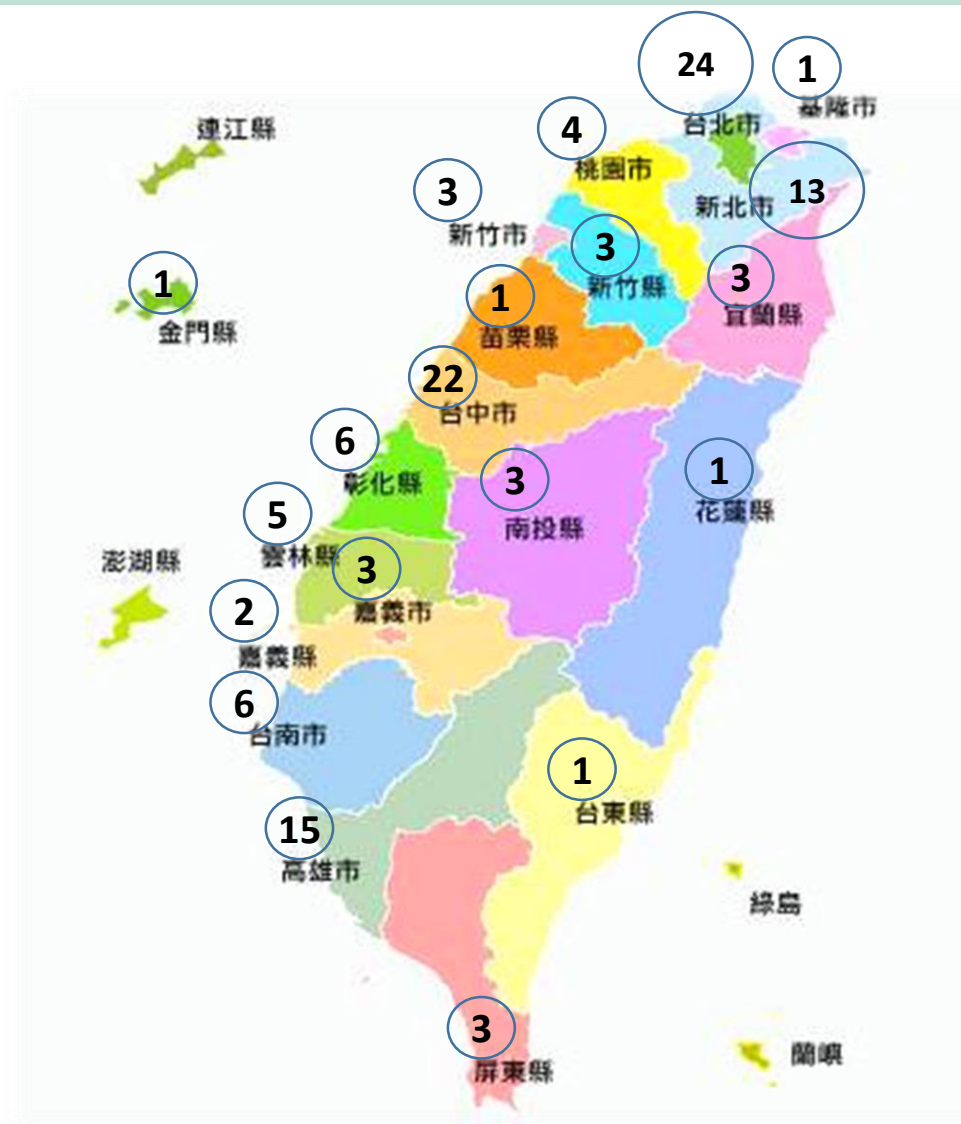 24
1
基隆市
台北市
連江縣
4
桃園市
3
新竹市
13
新北市
3
新竹縣
3
宜蘭縣
1
金門縣
1
苗栗縣
22
台中市
6
彰化縣
3
南投縣
1
花蓮縣
5
雲林縣
3
嘉義市
澎湖縣
2
嘉義縣
6
台南市
1
台東縣
15
高雄市
綠島
3
屏東縣
蘭嶼